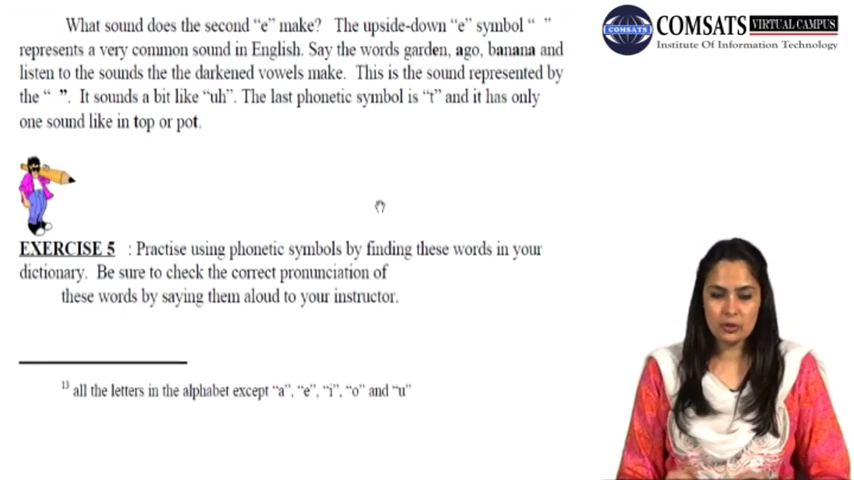 What sound does the second “e” make? The upside-down “e” symbol “ ”
represents a very common sound in English. Say the words garden, ago, banana and
listen to the sounds the the darkened vowels make. This is the sound represented by
the “ ”. It sounds a bit like “uh”. The last phonetic symbol is “t” and it has only
one sound like in top or pot.
COMSATS
COMSATS VIRTUAL CAMPUS
Institute Of Information Technology
EXERCISE 5 : Practise using phonetic symbols by finding these words in your
dictionary. Be sure to check the correct pronunciation of
these words by saying them aloud to your instructor.
13 all the letters in the alphabet except “a”, “e”, “i”, “o” and “u”